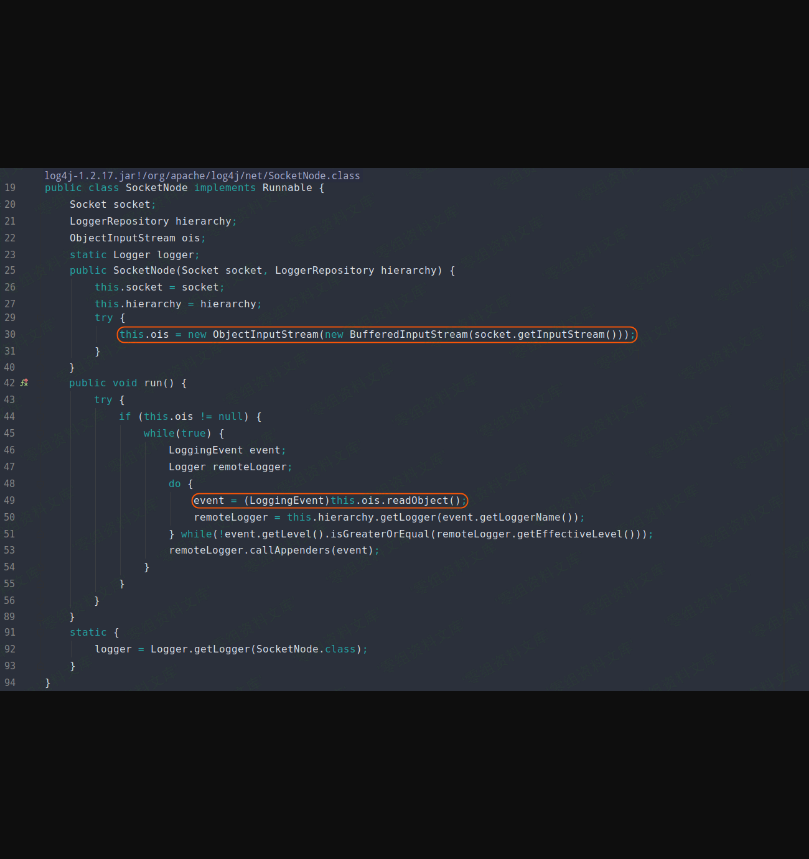 log4j-1.2.17.jar!/org/apache/log4j/net/SocketNode.class
19 public class SocketNode implements Runnable {
20 Socket socket;
21 LoggerRepository hierarchy;
22 ObjectInputStream ois;
23 static Logger logger;
25 public SocketNode(Socket socket, LoggerRepository hierarchy) {
26 this.socket = socket;
27 this.hierarchy = hierarchy;
29 try {
30 this.ois = new ObjectInputStream(new BufferedInputStream(socket.getInputStream()));
31 }
40 }
42 public void run() {
43 try {
44 if (this.ois != null) {
45 while(true) {
46 LoggingEvent event;
47 Logger remoteLogger;
48 do {
49 event = (LoggingEvent)this.ois.readObject();
50 remoteLogger = this.hierarchy.getLogger(event.getLoggerName());
51 } while(!event.getLevel().isGreaterOrEqual(remoteLogger.getEffectiveLevel()));
53 remoteLogger.callAppenders(event);
54 }
55 }
56 }
89 }
91 static {
92 logger = Logger.getLogger(SocketNode.class);
93 }
94 }